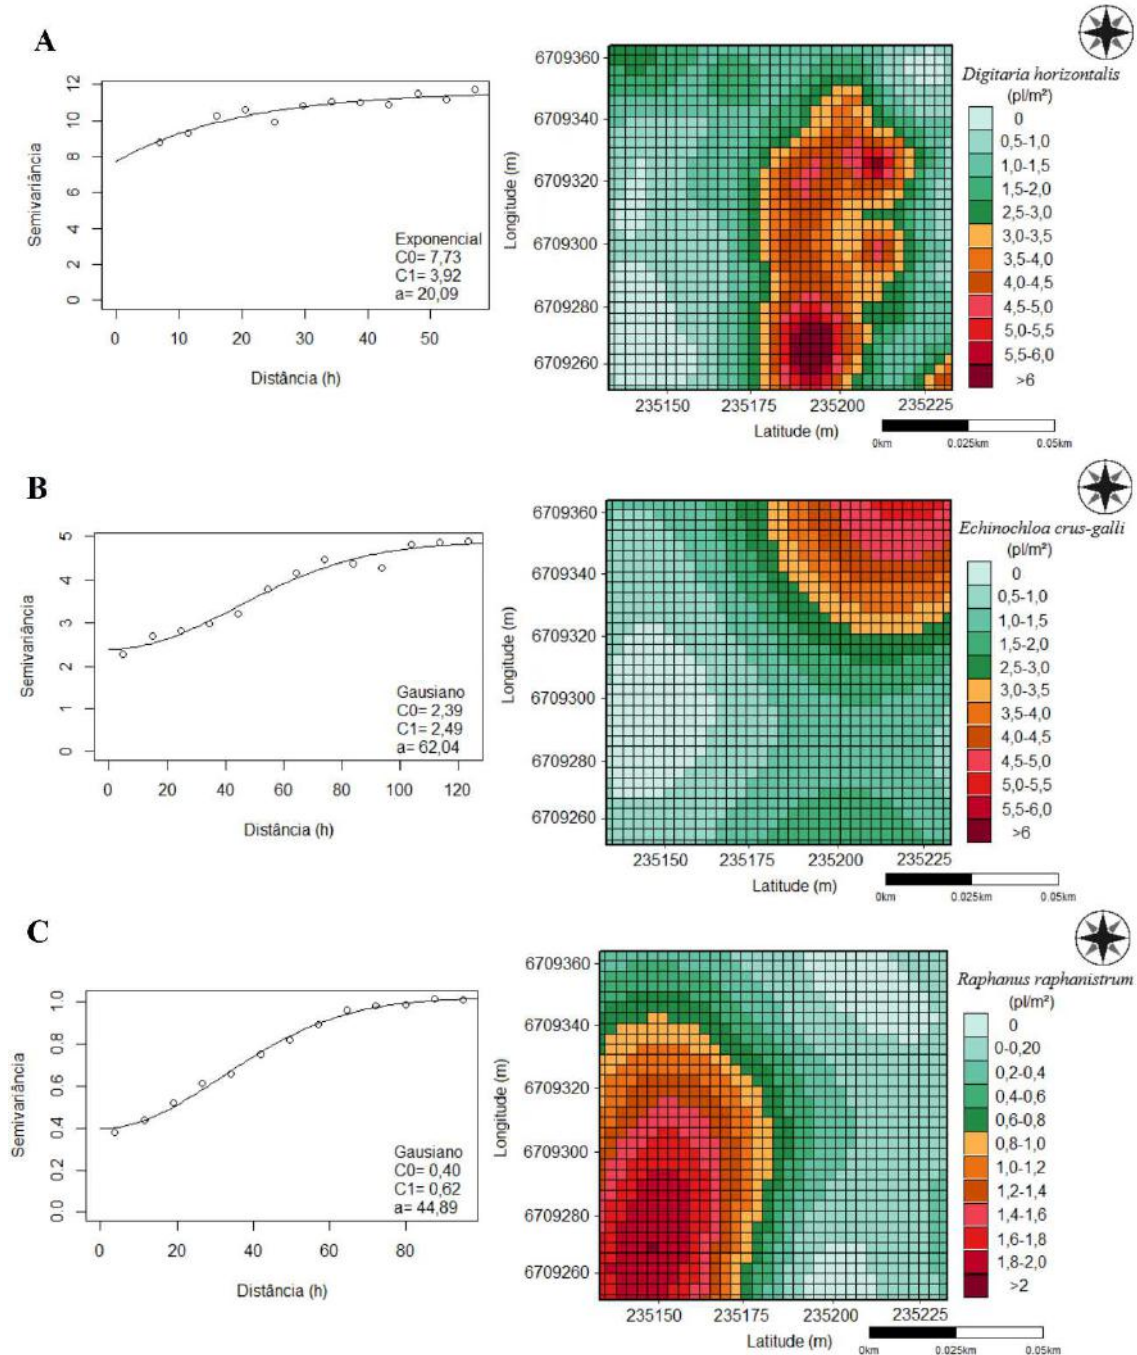 A
12
10
8
6
4
2
0
Semivariância
Exponencial
C0= 7,73
C1= 3,92
a= 20,09
0 10 20 30 40 50
Distância (h)
6709360
6709340
6709320
6709300
6709280
6709260
Longitude (m)
235150 235175 235200 235225
Latitude (m)
Digitaria horizontalis
(pl/m²)
0
0,5-1,0
1,0-1,5
1,5-2,0
2,5-3,0
3,0-3,5
3,5-4,0
4,0-4,5
4,5-5,0
5,0-5,5
5,5-6,0
>6
0km 0.025km 0.05km
B
5
4
3
2
1
0
Semivariância
Gausiano
C0= 2,39
C1= 2,49
a= 62,04
0 20 40 60 80 100 120
Distância (h)
6709360
6709340
6709320
6709300
6709280
6709260
Longitude (m)
235150 235175 235200 235225
Latitude (m)
Echinochloa crus-galli
(pl/m²)
0
0,5-1,0
1,0-1,5
1,5-2,0
2,5-3,0
3,0-3,5
3,5-4,0
4,0-4,5
4,5-5,0
5,0-5,5
5,5-6,0
>6
0km 0.025km 0.05km
C
1.0
0.8
0.6
0.4
0.2
0.0
Semivariância
Gausiano
C0= 0,40
C1= 0,62
a= 44,89
0 20 40 60 80
Distância (h)
6709360
6709340
6709320
6709300
6709280
6709260
Longitude (m)
235150 235175 235200 235225
Latitude (m)
Raphanus raphanistrum
(pl/m²)
0
0-0,20
0,2-0,4
0,4-0,6
0,6-0,8
0,8-1,0
1,0-1,2
1,2-1,4
1,4-1,6
1,6-1,8
1,8-2,0
>2
0km 0.025km 0.05km